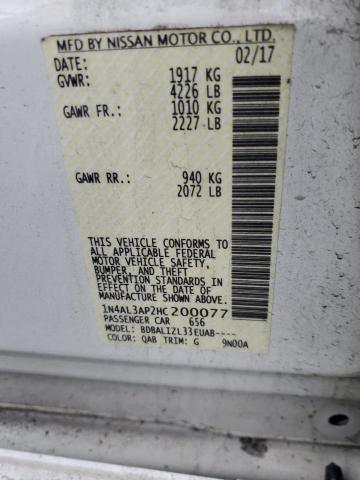 MFD BY NISSAN MOTOR CO., LTD.
DATE: 02/17
GVWR: 1917 KG
4226 LB
GAWR FR.: 1010 KG
2227 LB
GAWR RR.: 940 KG
2072 LB
THIS VEHICLE CONFORMS TO
ALL APPLICABLE FEDERAL
MOTOR VEHICLE SAFETY,
BUMPER, AND THEFT
PREVENTION STANDARDS
IN EFFECT ON THE DATE OF
MANUFACTURE SHOWN ABOVE.
1N4AL3AP2HC200077
PASSENGER CAR 656
MODEL: BDBALIZL33EUAB----
COLOR: QAB TRIM: G 9N00A